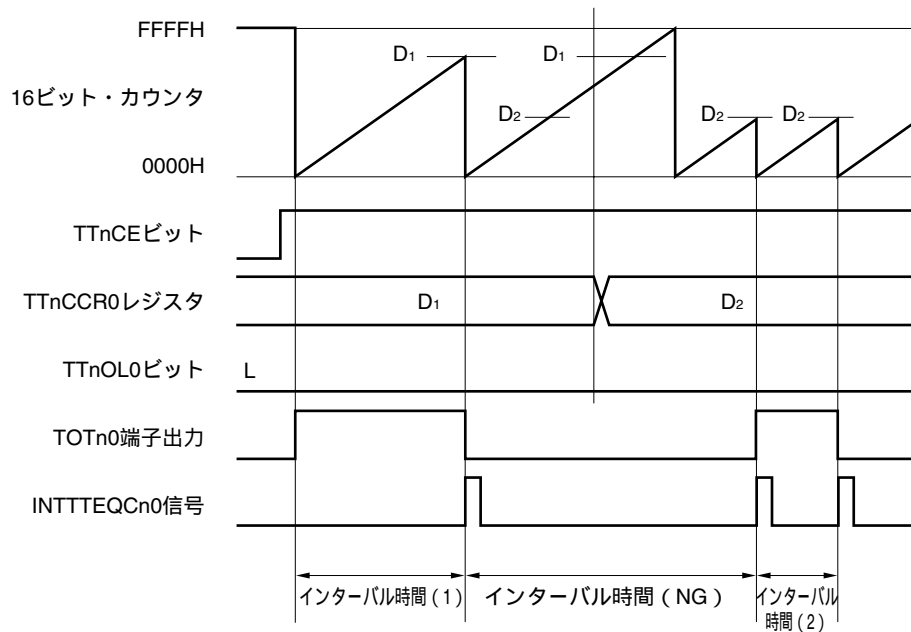 FFFFH
D1
D1
16ビット・カウンタ
D2
D2
D2
0000H
TTnCEビット
TTnCCR0レジスタ
D1
D2
TTnOL0ビット
L
TOTn0端子出力
INTTTEQCn0信号
インターバル時間（1）
インターバル時間（NG）
インターバル
時間（2）